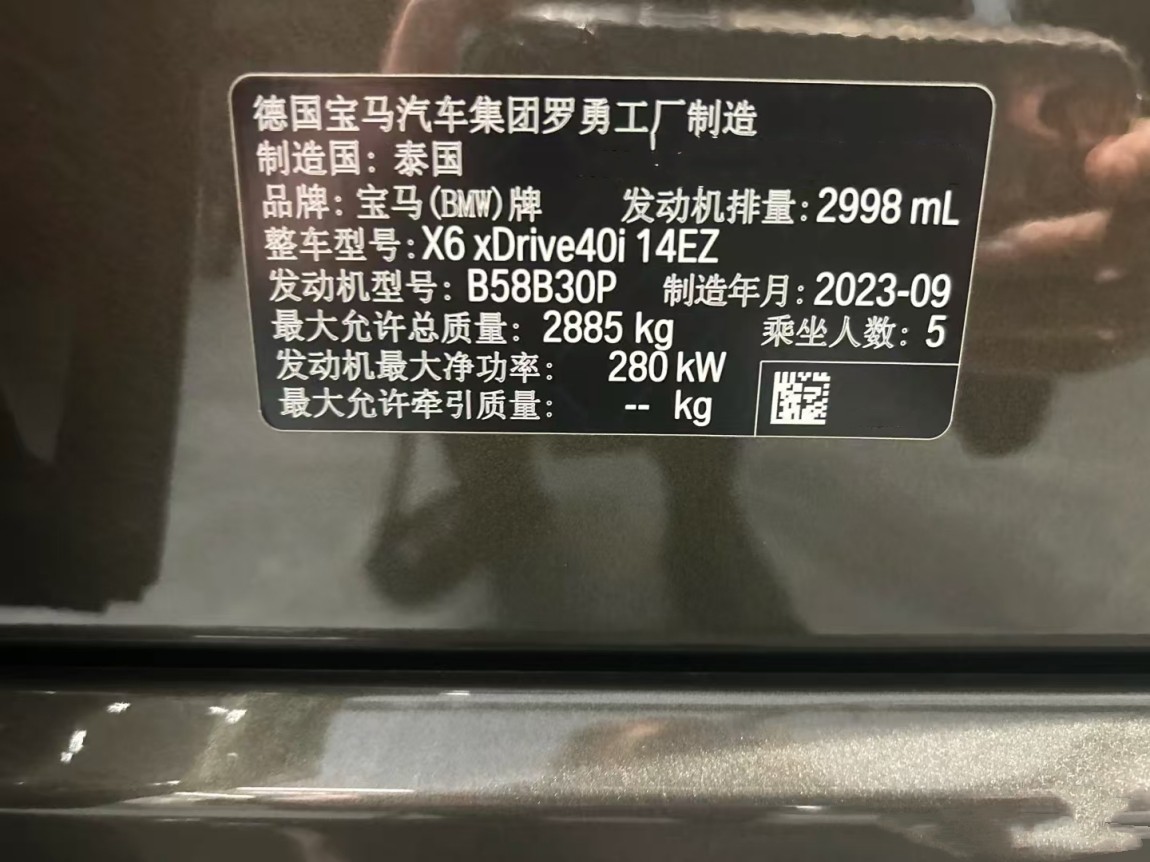 德国宝马汽车集团罗勇工厂制造
制造国：泰国
品牌：宝马(BMW)牌 发动机排量：2998 mL
整车型号：X6 xDrive40i 14EZ
发动机型号：B58B30P 制造年月：2023-09
最大允许总质量：2885 kg 乘坐人数：5
发动机最大净功率：280 kW
最大允许牵引质量：-- kg